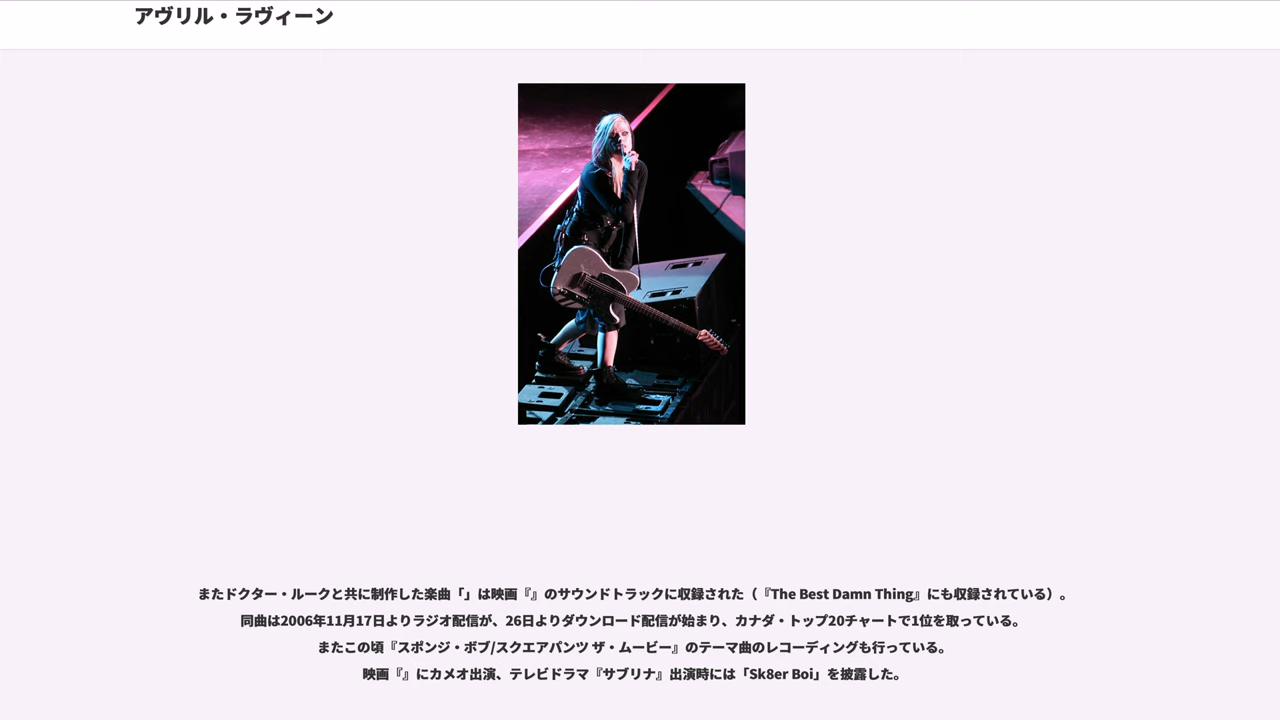 アヴリル・ラヴィーン
またドクター・ルークと共に制作した楽曲「」は映画『』のサウンドトラックに収録された（『The Best Damn Thing』にも収録されている）。
同曲は2006年11月17日よりラジオ配信が、26日よりダウンロード配信が始まり、カナダ・トップ20チャートで1位を取っている。
またこの頃『スポンジ・ボブ/スクエアパンツ ザ・ムービー』のテーマ曲のレコーディングも行っている。
映画『』にカメオ出演、テレビドラマ『サブリナ』出演時には「Sk8er Boi」を披露した。